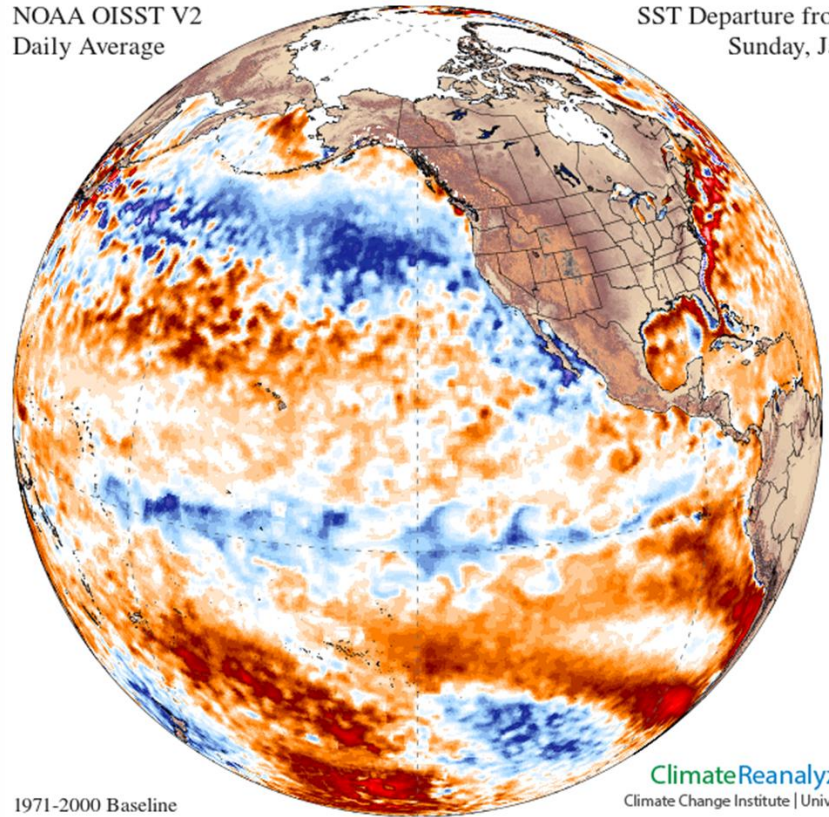 NOAA OISST V2
Daily Average
SST Departure fro
Sunday, J
1971-2000 Baseline
ClimateReanalyz
Climate Change Institute | Univ